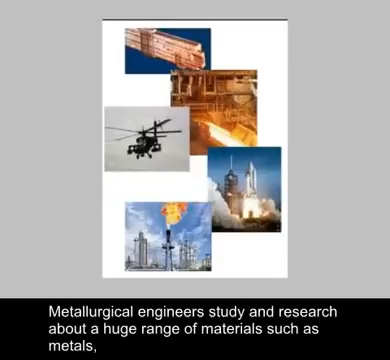 Metallurgical engineers study and research
about a huge range of materials such as
metals,